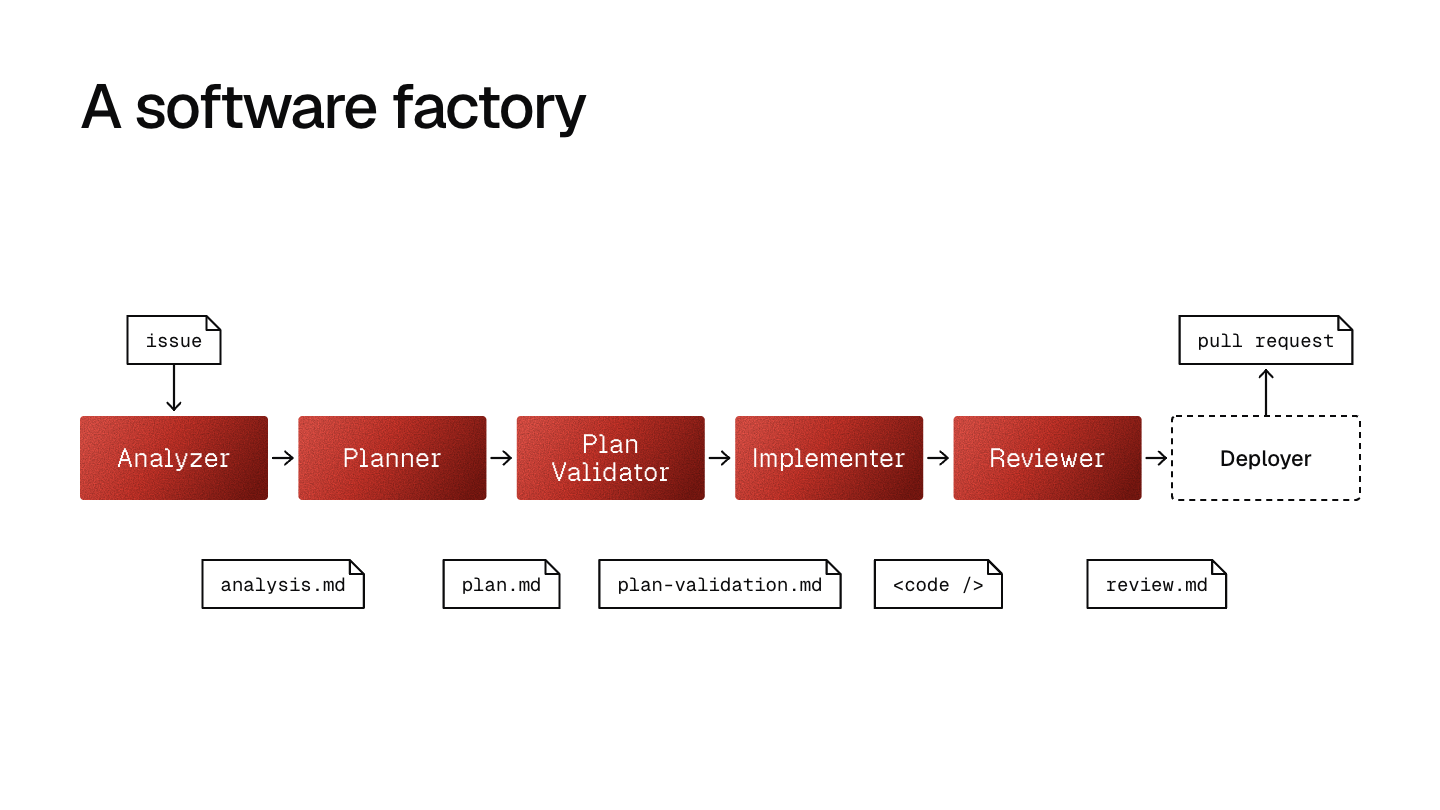 A software factory
issue
pull request
Analyzer
Planner
Plan
Validator
Implementer
Reviewer
Deployer
analysis.md
plan.md
plan-validation.md
<code />
review.md